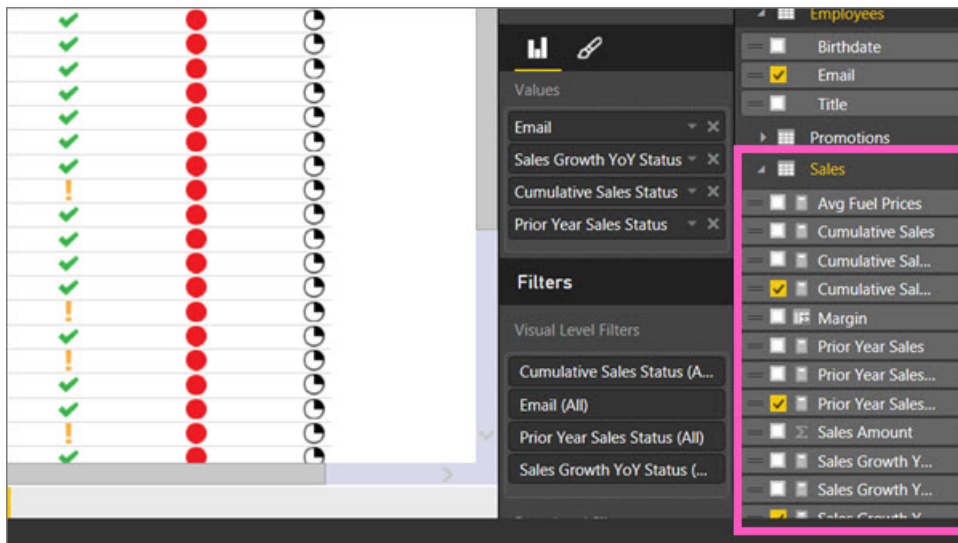 Values
Email
Sales Growth YoY Status
Cumulative Sales Status
Prior Year Sales Status
Filters
Visual Level Filters
Cumulative Sales Status (A...
Email (All)
Prior Year Sales Status (All)
Sales Growth YoY Status (...
Employees
Birthdate
Email
Title
Promotions
Sales
Avg Fuel Prices
Cumulative Sales
Cumulative Sal...
Cumulative Sal...
Margin
Prior Year Sales
Prior Year Sales...
Prior Year Sales...
Sales Amount
Sales Growth Y...
Sales Growth Y...
Sales Growth Y...